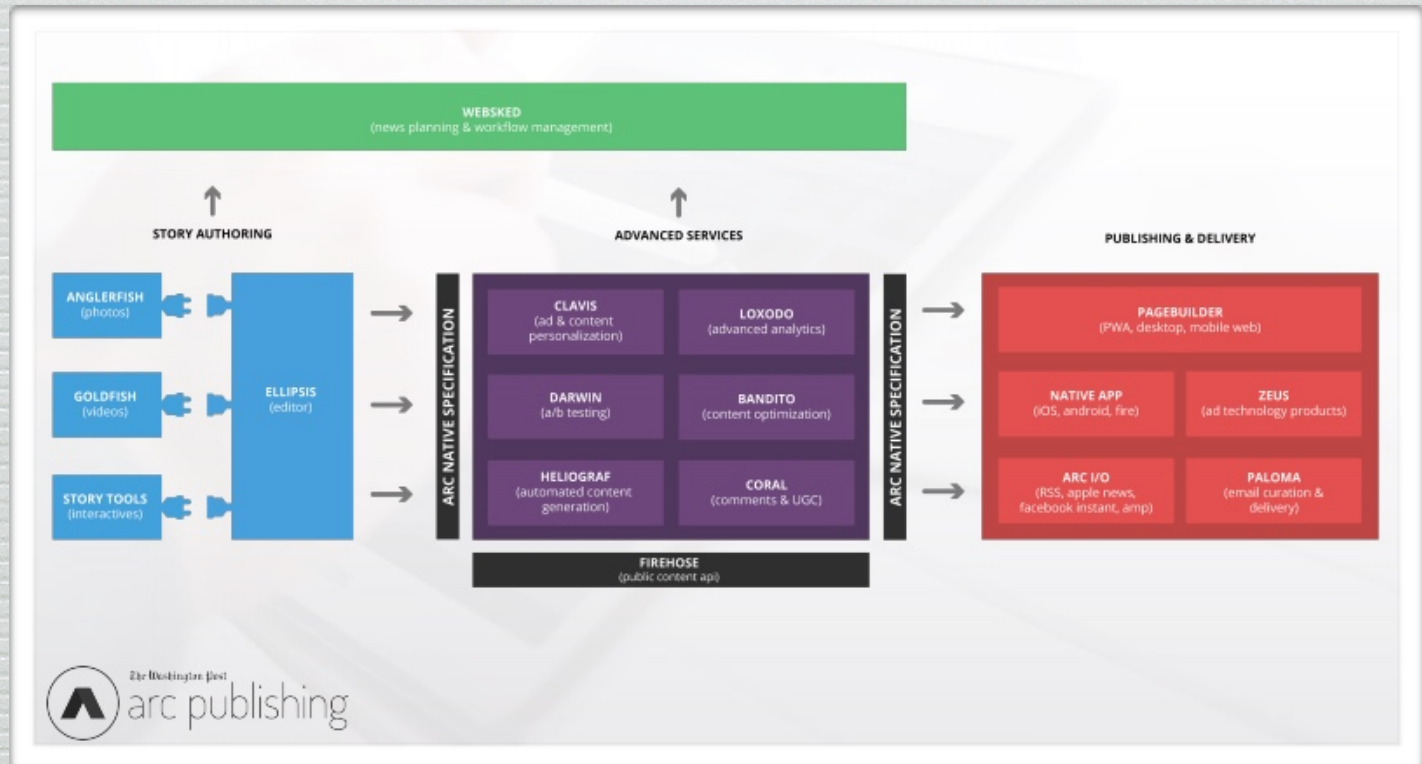 WEBSKED
(news planning & workflow management)
STORY AUTHORING
ADVANCED SERVICES
PUBLISHING & DELIVERY
ANGLERFISH
(photos)
GOLDFISH
(videos)
STORY TOOLS
(interactives)
ELLIPSIS
(editor)
ARC NATIVE SPECIFICATION
CLAVIS
(ad & content
personalization)
LOXODO
(advanced analytics)
DARWIN
(a/b testing)
BANDITO
(content optimization)
HELIOGRAF
(automated content
generation)
CORAL
(comments & UGC)
FIREHOSE
(public content api)
ARC NATIVE SPECIFICATION
PAGEBUILDER
(PWA, desktop, mobile web)
NATIVE APP
(iOS, android, fire)
ZEUS
(ad technology products)
ARC I/O
(RSS, apple news,
facebook instant, amp)
PALOMA
(email curation &
delivery)
The Washington Post
arc publishing